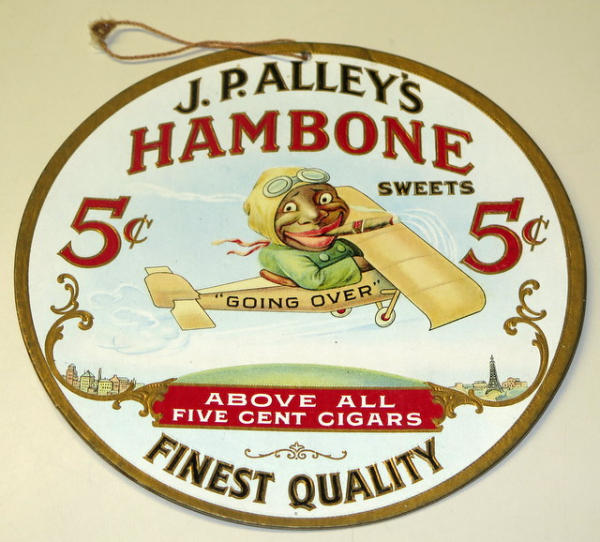 J.P. ALLEY'S
HAMBONE
SWEETS
5¢ 5¢
"GOING OVER"
ABOVE ALL
FIVE CENT CIGARS
FINEST QUALITY